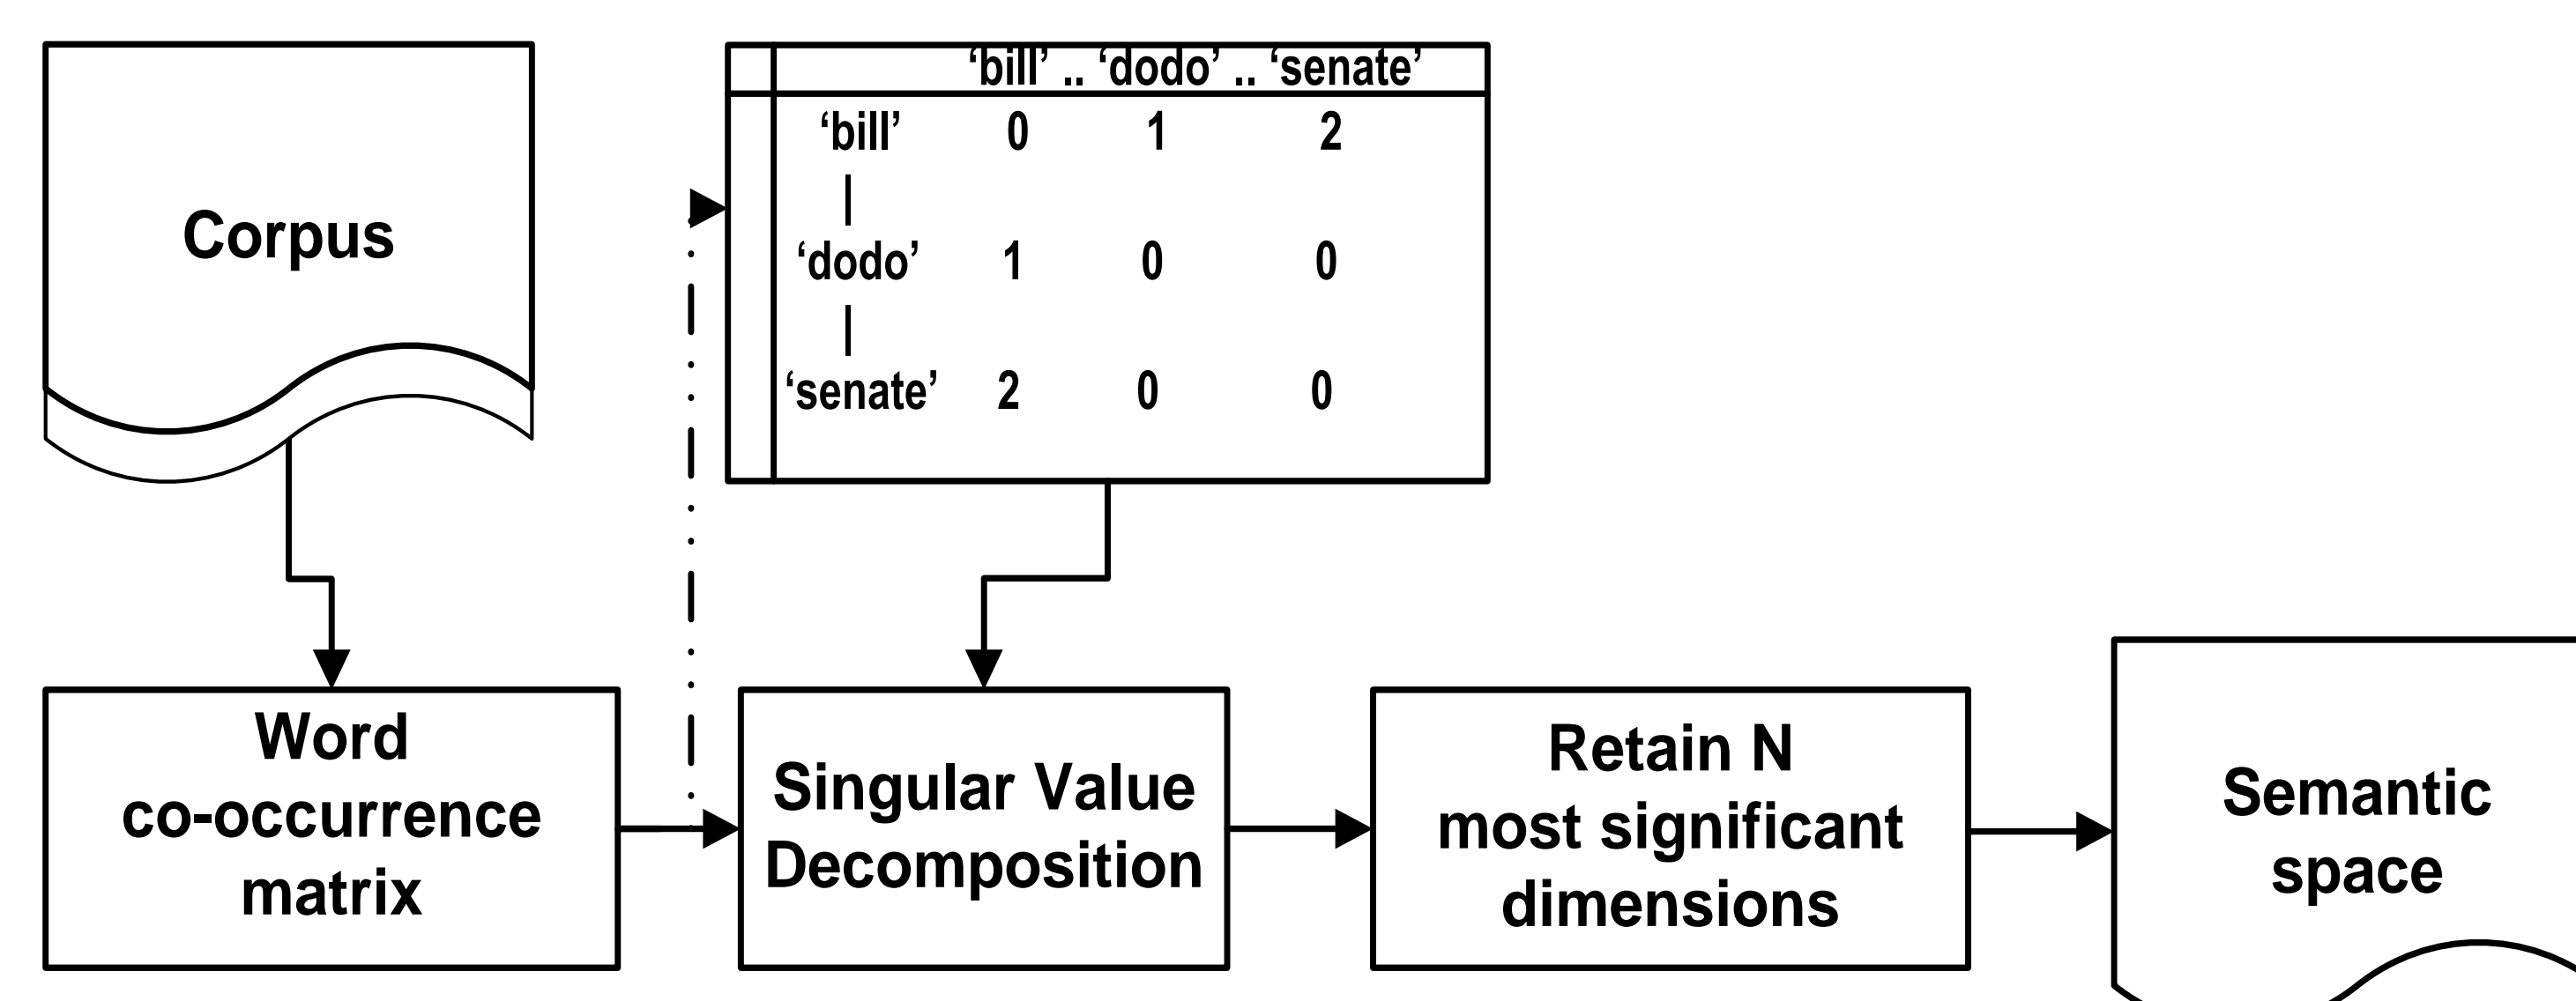 Corpus
‘bill’ .. ‘dodo’ .. ‘senate’
‘bill’ 0 1 2
|
‘dodo’ 1 0 0
|
‘senate’ 2 0 0
Word
co-occurrence
matrix
Singular Value
Decomposition
Retain N
most significant
dimensions
Semantic
space